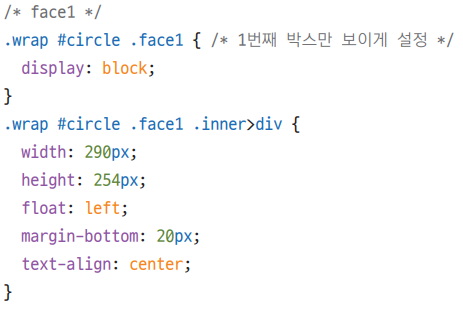 /* face1 */
.wrap #circle .face1 { /* 1번째 박스만 보이게 설정 */
  display: block;
}
.wrap #circle .face1 .inner>div {
  width: 290px;
  height: 254px;
  float: left;
  margin-bottom: 20px;
  text-align: center;
}